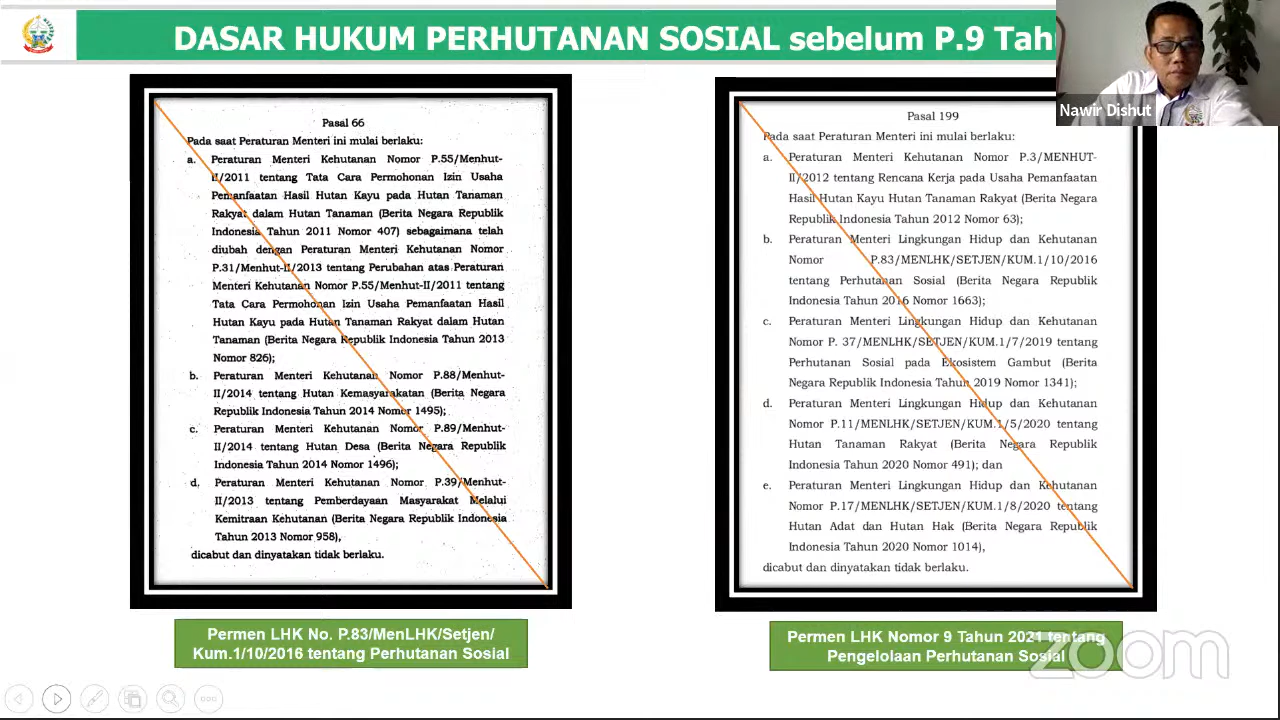 DASAR HUKUM PERHUTANAN SOSIAL sebelum P.9
Nawir Dishut
Pasal 66
Pada saat Peraturan Menteri ini mulai berlaku:
a. Peraturan Menteri Kehutanan Nomor P.55/Menhut-
II/2011 tentang Tata Cara Permohonan Izin Usaha
Pemanfaatan Hasil Hutan Kayu pada Hutan Tanaman
Rakyat dalam Hutan Tanaman (Berita Negara Republik
Indonesia Tahun 2011 Nomor 407) sebagaimana telah
diubah dengan Peraturan Menteri Kehutanan Nomor
P.31/Menhut-II/2013 tentang Perubahan atas Peraturan
Menteri Kehutanan Nomor P.55/Menhut-II/2011 tentang
Tata Cara Permohonan Izin Usaha Pemanfaatan Hasil
Hutan Kayu pada Hutan Tanaman Rakyat dalam Hutan
Tanaman (Berita Negara Republik Indonesia Tahun 2013
Nomor 826);
b. Peraturan Menteri Kehutanan Nomor P.88/Menhut-
II/2014 tentang Hutan Kemasyarakatan (Berita Negara
Republik Indonesia Tahun 2014 Nomor 1495);
c. Peraturan Menteri Kehutanan Nomor P.89/Menhut-
II/2014 tentang Hutan Desa (Berita Negara Republik
Indonesia Tahun 2014 Nomor 1496);
d. Peraturan Menteri Kehutanan Nomor P.39/Menhut-
II/2013 tentang Pemberdayaan Masyarakat Melalui
Kemitraan Kehutanan (Berita Negara Republik Indonesia
Tahun 2013 Nomor 958),
dicabut dan dinyatakan tidak berlaku.
Permen LHK No. P.83/MenLHK/Setjen/
Kum.1/10/2016 tentang Perhutanan Sosial
Pasal 199
Pada saat Peraturan Menteri ini mulai berlaku:
a. Peraturan Menteri Kehutanan Nomor P.3/MENHUT-
II/2012 tentang Rencana Kerja pada Usaha Pemanfaatan
Hasil Hutan Kayu Hutan Tanaman Rakyat (Berita Negara
Republik Indonesia Tahun 2012 Nomor 63);
b. Peraturan Menteri Lingkungan Hidup dan Kehutanan
Nomor P.83/MENLHK/SETJEN/KUM.1/10/2016
tentang Perhutanan Sosial (Berita Negara Republik
Indonesia Tahun 2016 Nomor 1663);
c. Peraturan Menteri Lingkungan Hidup dan Kehutanan
Nomor P. 37/MENLHK/SETJEN/KUM.1/7/2019 tentang
Perhutanan Sosial pada Ekosistem Gambut (Berita
Negara Republik Indonesia Tahun 2019 Nomor 1341);
d. Peraturan Menteri Lingkungan Hidup dan Kehutanan
Nomor P.11/MENLHK/SETJEN/KUM.1/5/2020 tentang
Hutan Tanaman Rakyat (Berita Negara Republik
Indonesia Tahun 2020 Nomor 491); dan
e. Peraturan Menteri Lingkungan Hidup dan Kehutanan
Nomor P.17/MENLHK/SETJEN/KUM.1/8/2020 tentang
Hutan Adat dan Hutan Hak (Berita Negara Republik
Indonesia Tahun 2020 Nomor 1014),
dicabut dan dinyatakan tidak berlaku.
Permen LHK Nomor 9 Tahun 2021 tentang
Pengelolaan Perhutanan Sosial
zoom